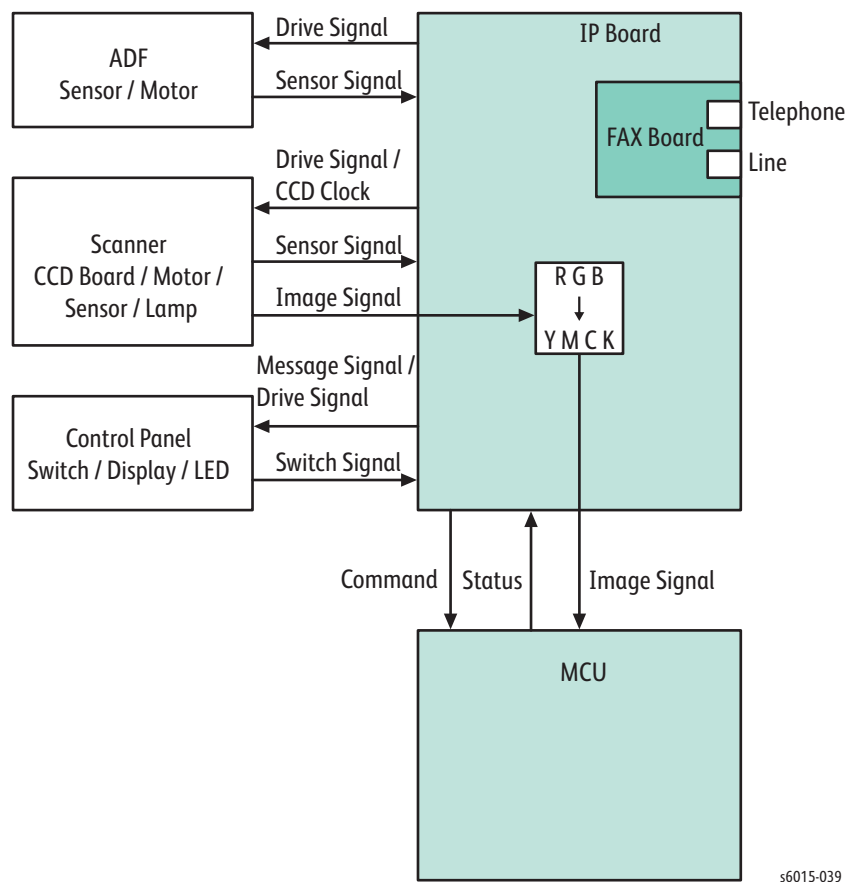 Drive Signal
IP Board
ADF
Sensor / Motor
Sensor Signal
FAX Board
Telephone
Line
Drive Signal /
CCD Clock
Scanner
CCD Board / Motor /
Sensor / Lamp
Sensor Signal
Image Signal
R G B
Y M C K
Message Signal /
Drive Signal
Control Panel
Switch / Display / LED
Switch Signal
Command
Status
Image Signal
MCU
s6015-039